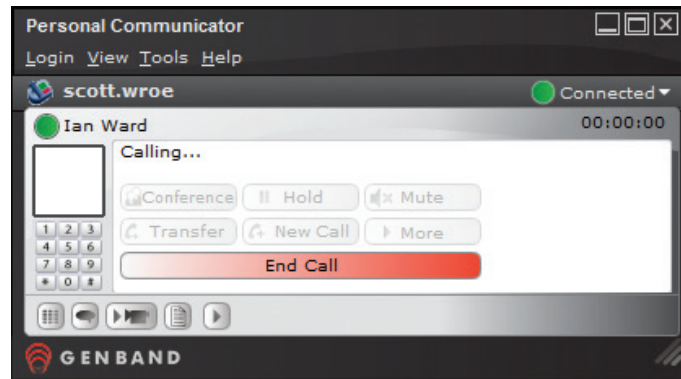 Personal Communicator
Login View Tools Help
scott.wroe Connected
Ian Ward 00:00:00
Calling...
Conference Hold Mute
Transfer New Call More
1 2 3
4 5 6
7 8 9
* 0 #
End Call
GENBAND